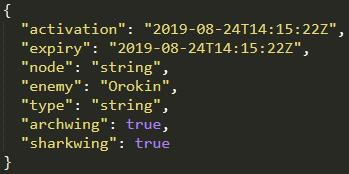 {
"activation": "2019-08-24T14:15:22Z",
"expiry": "2019-08-24T14:15:22Z",
"node": "string",
"enemy": "Orokin",
"type": "string",
"archwing": true,
"sharkwing": true
}